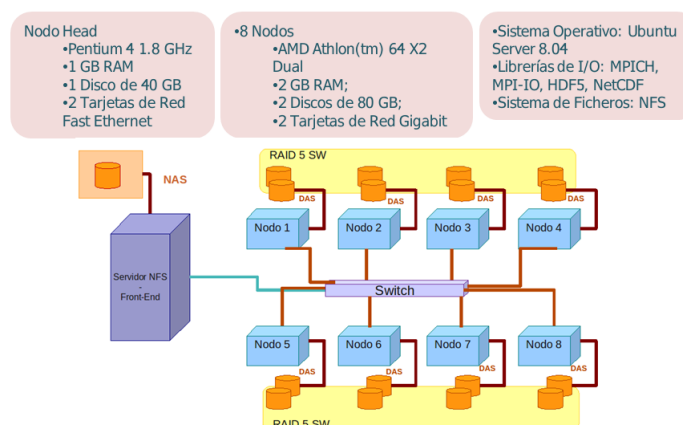 Nodo Head
•Pentium 4 1.8 GHz
•1 GB RAM
•1 Disco de 40 GB
•2 Tarjetas de Red
Fast Ethernet
•8 Nodos
•AMD Athlon(tm) 64 X2
Dual
•2 GB RAM;
•2 Discos de 80 GB;
•2 Tarjetas de Red Gigabit
•Sistema Operativo: Ubuntu
Server 8.04
•Librerías de I/O: MPICH,
MPI-IO, HDF5, NetCDF
•Sistema de Ficheros: NFS
NAS
RAID 5 SW
DAS
DAS
DAS
DAS
Nodo 1
Nodo 2
Nodo 3
Nodo 4
Servidor NFS
-
Front-End
Switch
Nodo 5
Nodo 6
Nodo 7
Nodo 8
DAS
DAS
DAS
DAS
RAID 5 SW